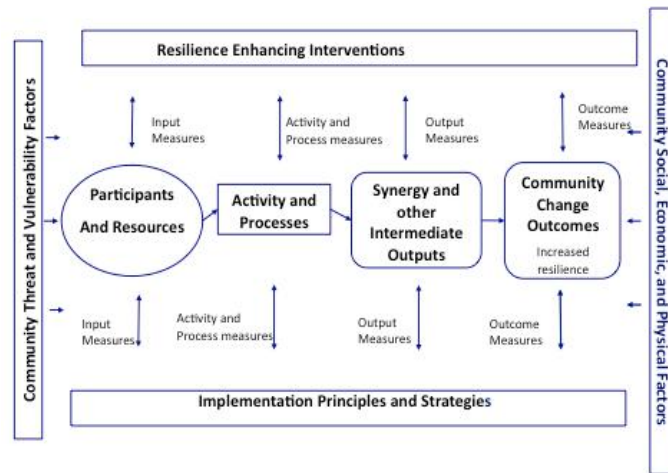 Resilience Enhancing Interventions
Community Threat and Vulnerability Factors
Community Social, Economic, and Physical Factors
Input
Measures
Activity and
Process measures
Output
Measures
Outcome
Measures
Participants
And Resources
Activity and
Processes
Synergy and
other
Intermediate
Outputs
Community
Change
Outcomes
Increased
resilience
Input
Measures
Activity and
Process measures
Output
Measures
Outcome
Measures
Implementation Principles and Strategies